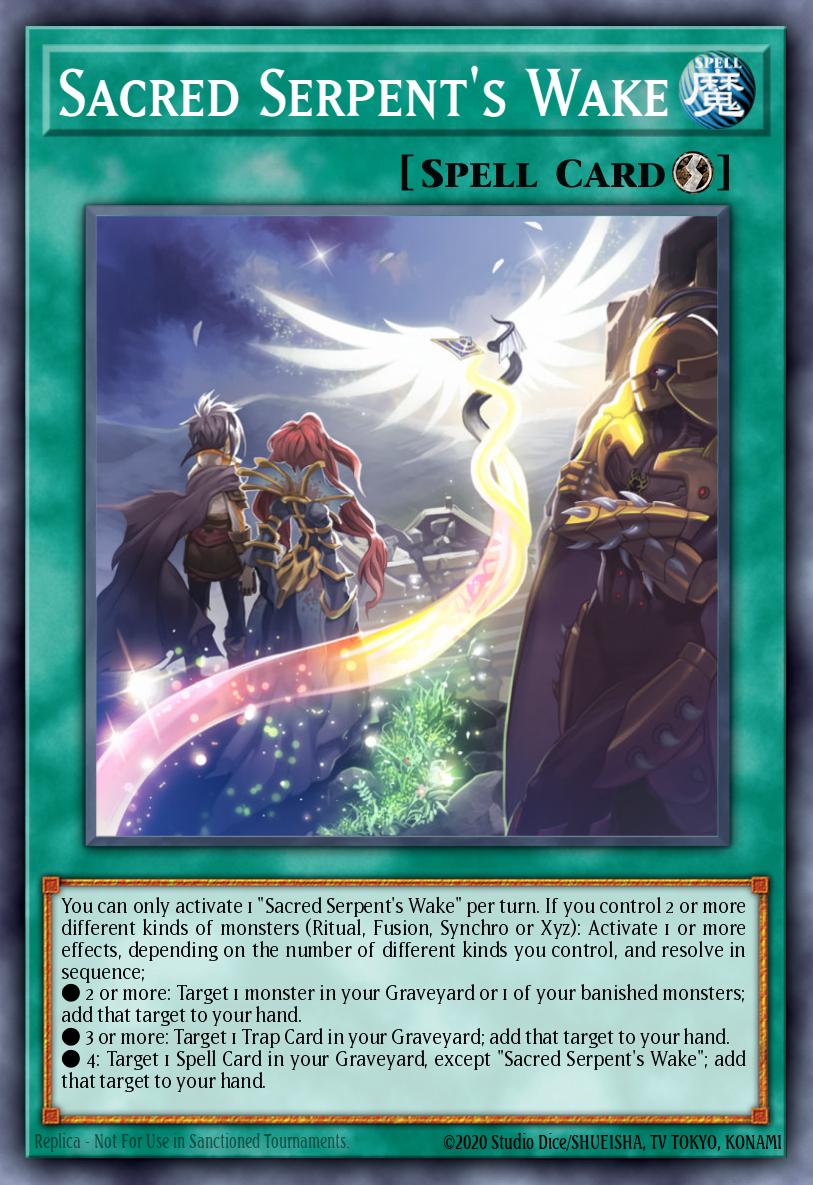 Sacred Serpent's Wake
SPELL
魔
[Spell Card]
You can only activate 1 "Sacred Serpent's Wake" per turn. If you control 2 or more
different kinds of monsters (Ritual, Fusion, Synchro or Xyz): Activate 1 or more
effects, depending on the number of different kinds you control, and resolve in
sequence;
● 2 or more: Target 1 monster in your Graveyard or 1 of your banished monsters;
add that target to your hand.
● 3 or more: Target 1 Trap Card in your Graveyard; add that target to your hand.
● 4: Target 1 Spell Card in your Graveyard, except "Sacred Serpent's Wake"; add
that target to your hand.
Replica - Not For Use in Sanctioned Tournaments.
©2020 Studio Dice/SHUEISHA, TV TOKYO, KONAMI